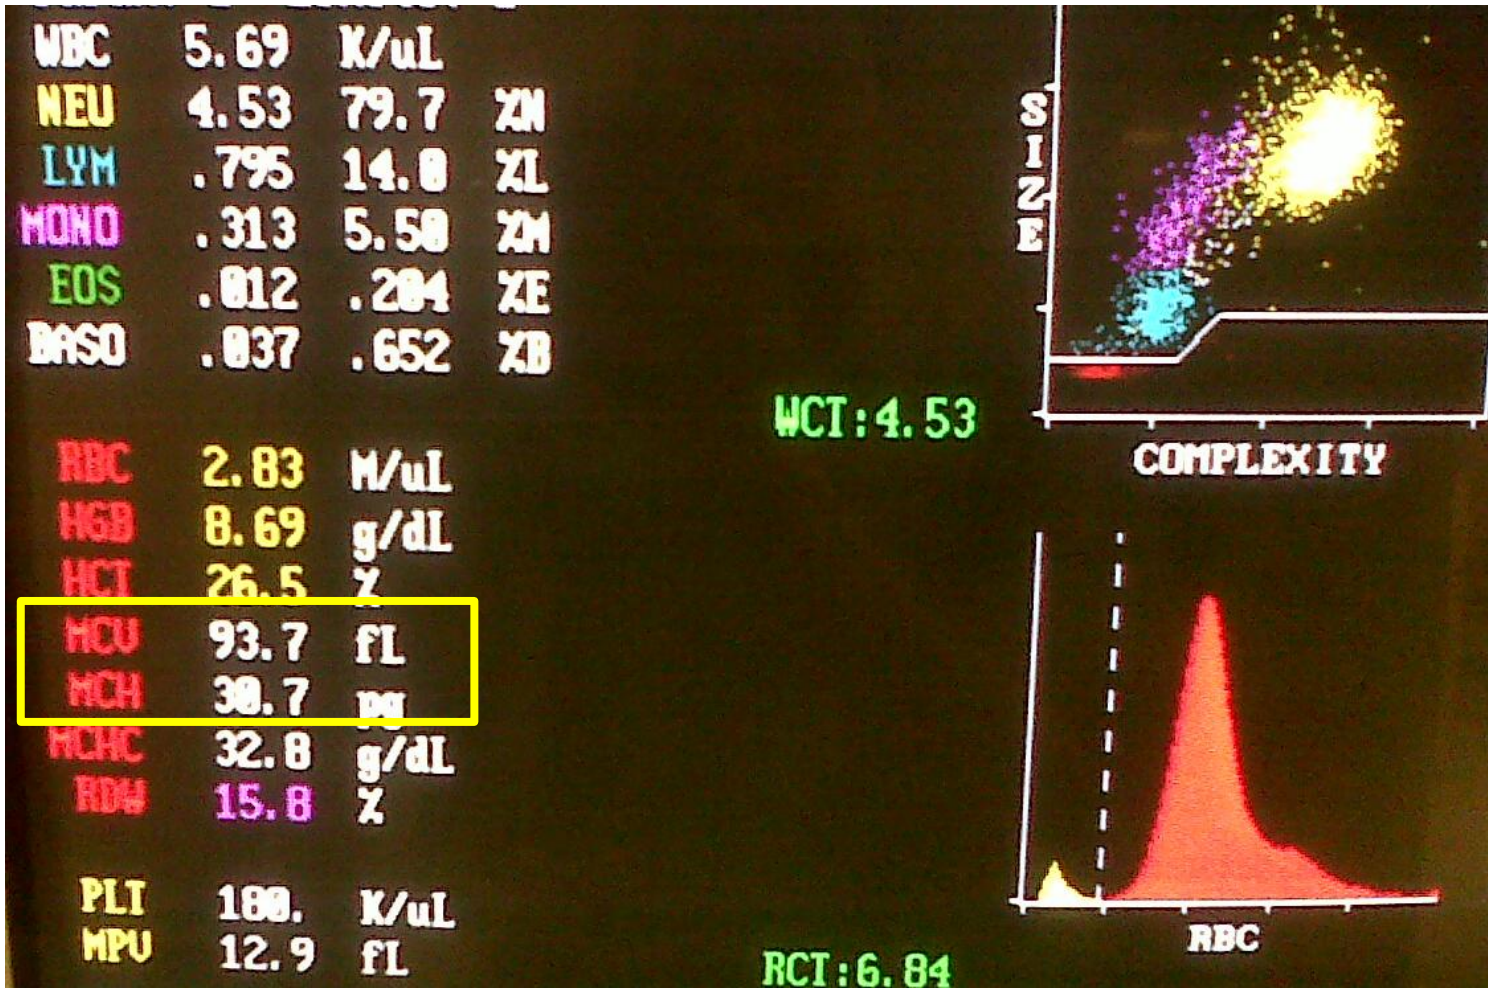 WBC 5.69 K/uL
NEU 4.53 79.7 %N
LYM .795 14.0 %L
MONO .313 5.50 %M
EOS .012 .204 %E
BASO .037 .652 %B
WCT:4.53
RBC 2.83 M/uL
HGB 8.69 g/dL
HCT 26.5 %
MCV 93.7 fL
MCH 30.7 pg
MCHC 32.8 g/dL
RDW 15.8 %
PLT 180. K/uL
MPV 12.9 fL
RCT:6.84
SIZE
COMPLEXITY
RBC